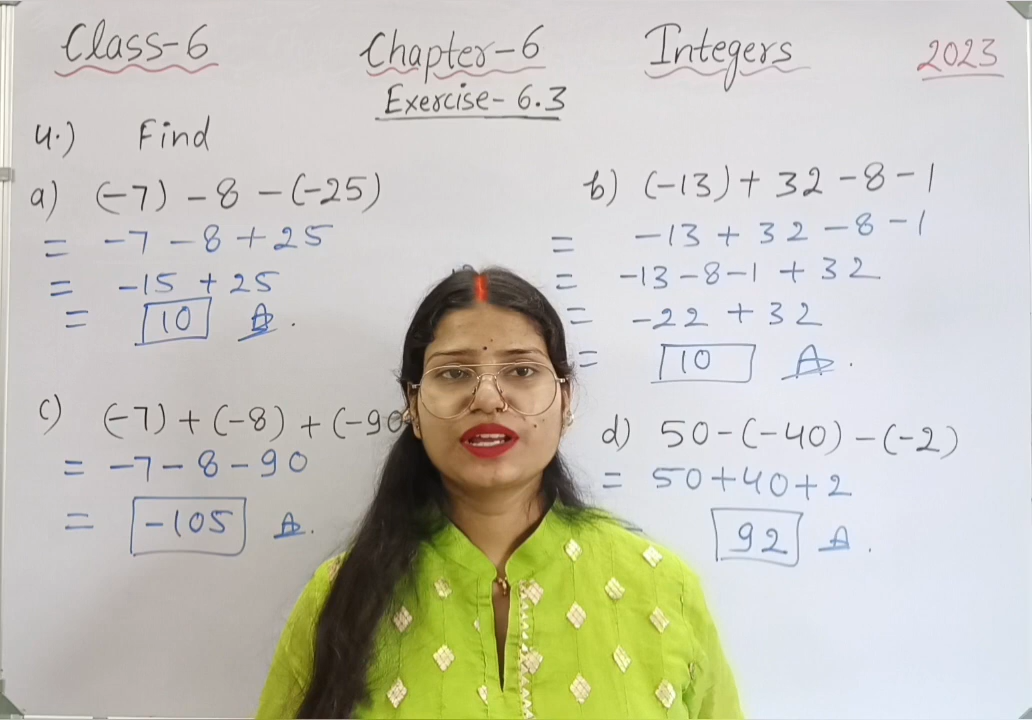 Class-6 Chapter-6 Integers 2023
Exercise- 6.3
4.) Find
a) (-7) - 8 - (-25)
= -7 - 8 + 25
= -15 + 25
= 10 A.
b) (-13) + 32 - 8 - 1
= -13 + 32 - 8 - 1
= -13 - 8 - 1 + 32
= -22 + 32
= 10 A.
c) (-7) + (-8) + (-90
= -7 - 8 - 90
= -105 A.
d) 50 - (-40) - (-2)
= 50 + 40 + 2
= 92 A.